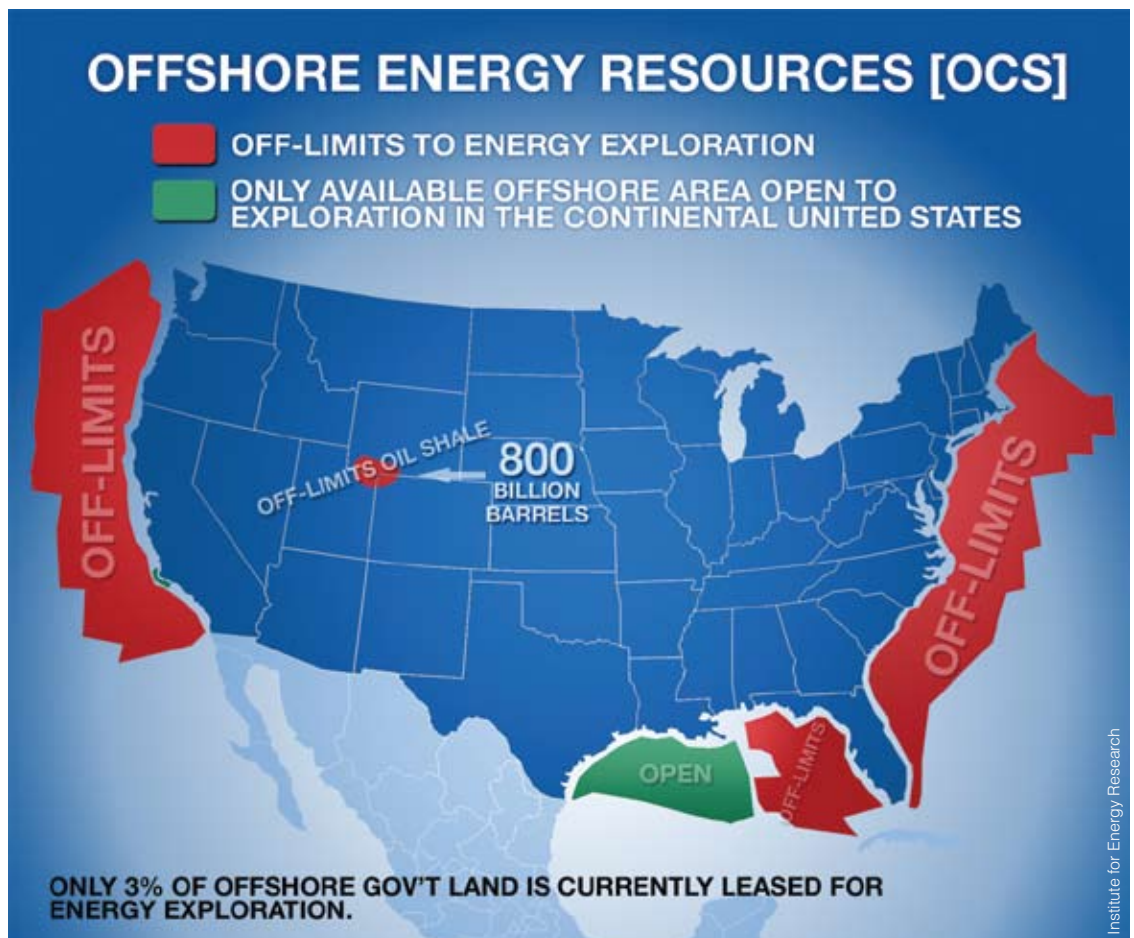 OFFSHORE ENERGY RESOURCES [OCS]
OFF-LIMITS TO ENERGY EXPLORATION
ONLY AVAILABLE OFFSHORE AREA OPEN TO
EXPLORATION IN THE CONTINENTAL UNITED STATES
OFF-LIMITS
OFF-LIMITS OIL SHALE
800
BILLION
BARRELS
OFF-LIMITS
OPEN
OFF-LIMITS
ONLY 3% OF OFFSHORE GOV'T LAND IS CURRENTLY LEASED FOR
ENERGY EXPLORATION.
Institute for Energy Research